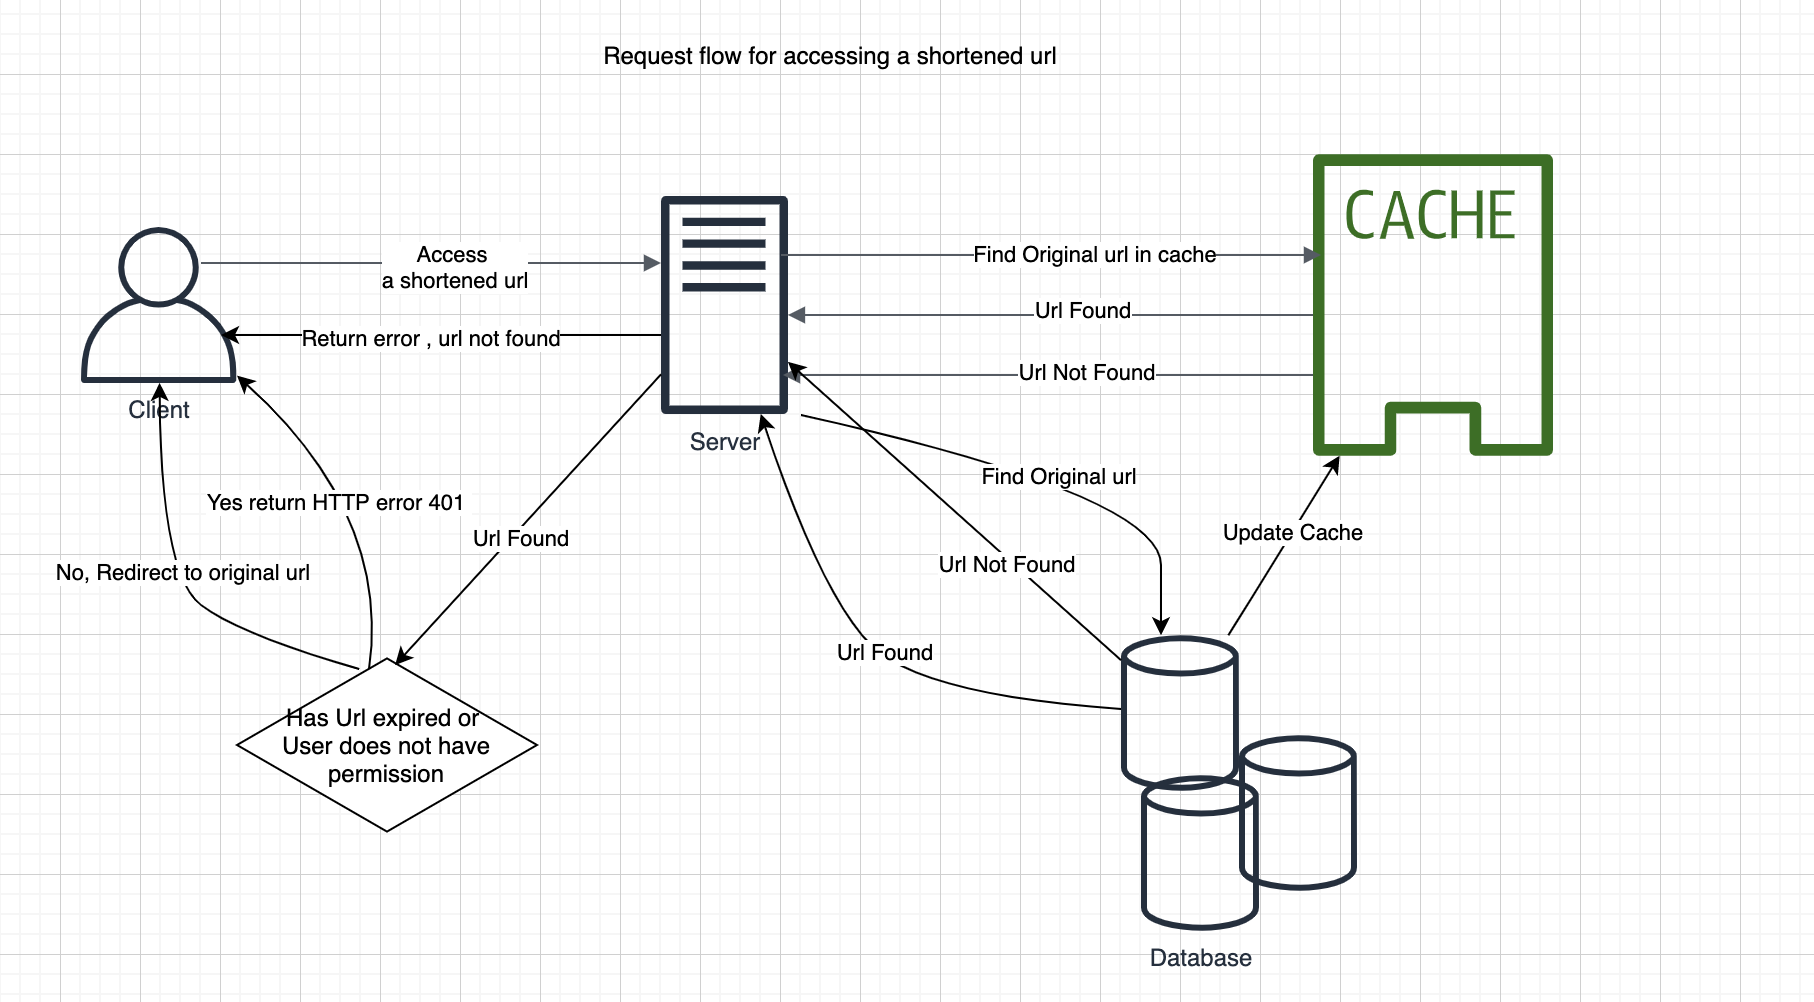 Request flow for accessing a shortened url
CACHE
Access
a shortened url
Find Original url in cache
Url Found
Return error , url not found
Url Not Found
Client
Server
Find Original url
Yes return HTTP error 401
Url Found
Update Cache
Url Not Found
No, Redirect to original url
Url Found
Has Url expired or
User does not have
permission
Database